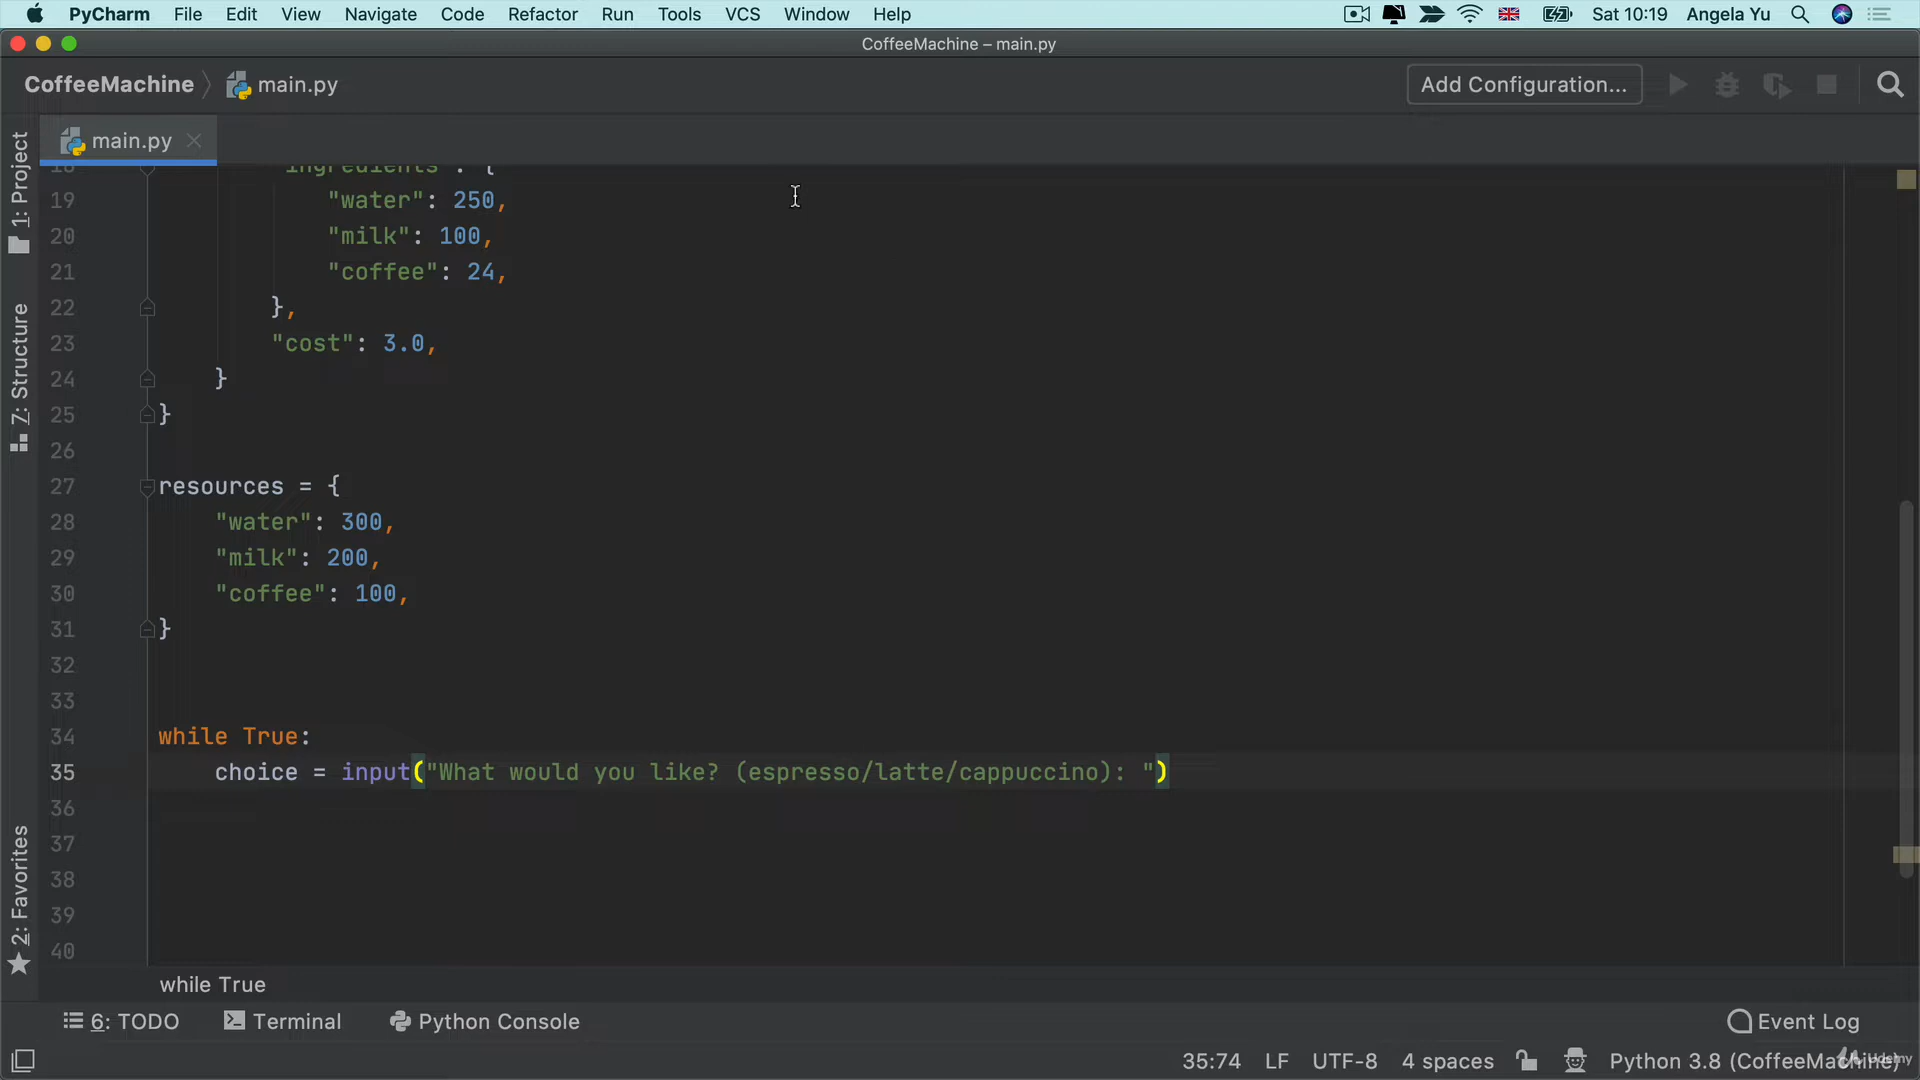 PyCharm File Edit View Navigate Code Refactor Run Tools VCS Window Help Sat 10:19 Angela Yu
CoffeeMachine – main.py
CoffeeMachine main.py Add Configuration...
main.py
1: Project
7: Structure
2: Favorites
18 "ingredients": {
19 "water": 250,
20 "milk": 100,
21 "coffee": 24,
22 },
23 "cost": 3.0,
24 }
25 }
26
27 resources = {
28 "water": 300,
29 "milk": 200,
30 "coffee": 100,
31 }
32
33
34 while True:
35 choice = input("What would you like? (espresso/latte/cappuccino): ")
36
37
38
39
40
while True
6: TODO Terminal Python Console Event Log
35:74 LF UTF-8 4 spaces Python 3.8 (CoffeeMachine)
Udemy